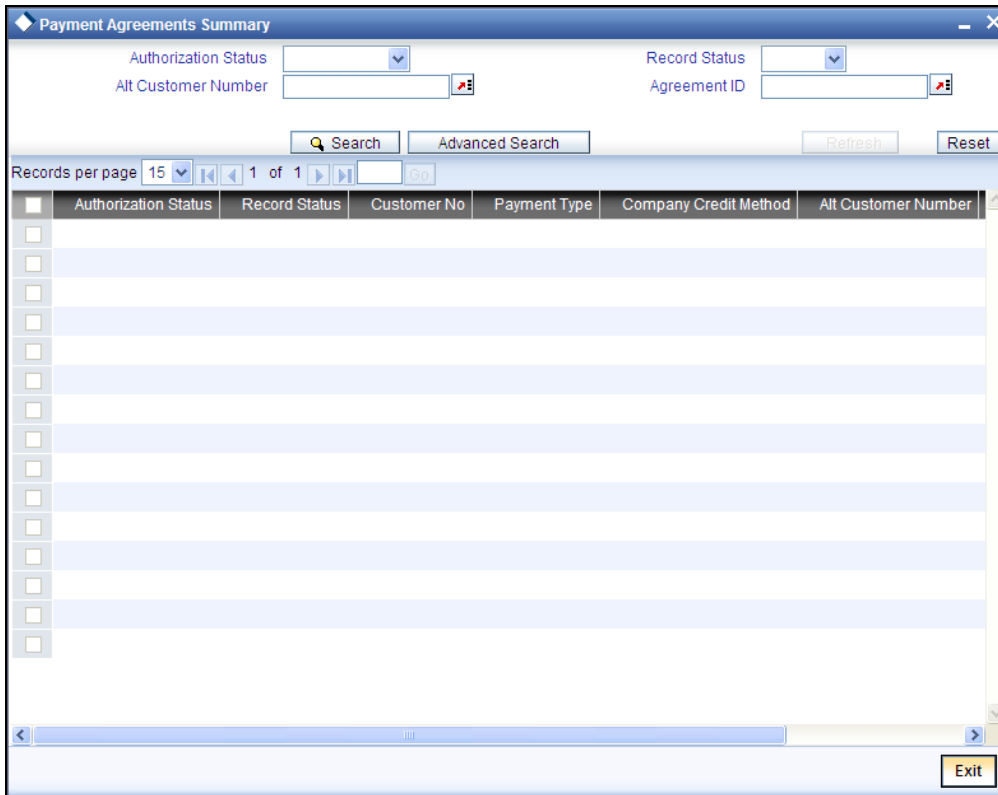 Payment Agreements Summary
Authorization Status Record Status
Alt Customer Number Agreement ID
Search Advanced Search Refresh Reset
Records per page 15 1 of 1 Go
Authorization Status Record Status Customer No Payment Type Company Credit Method Alt Customer Number
Exit